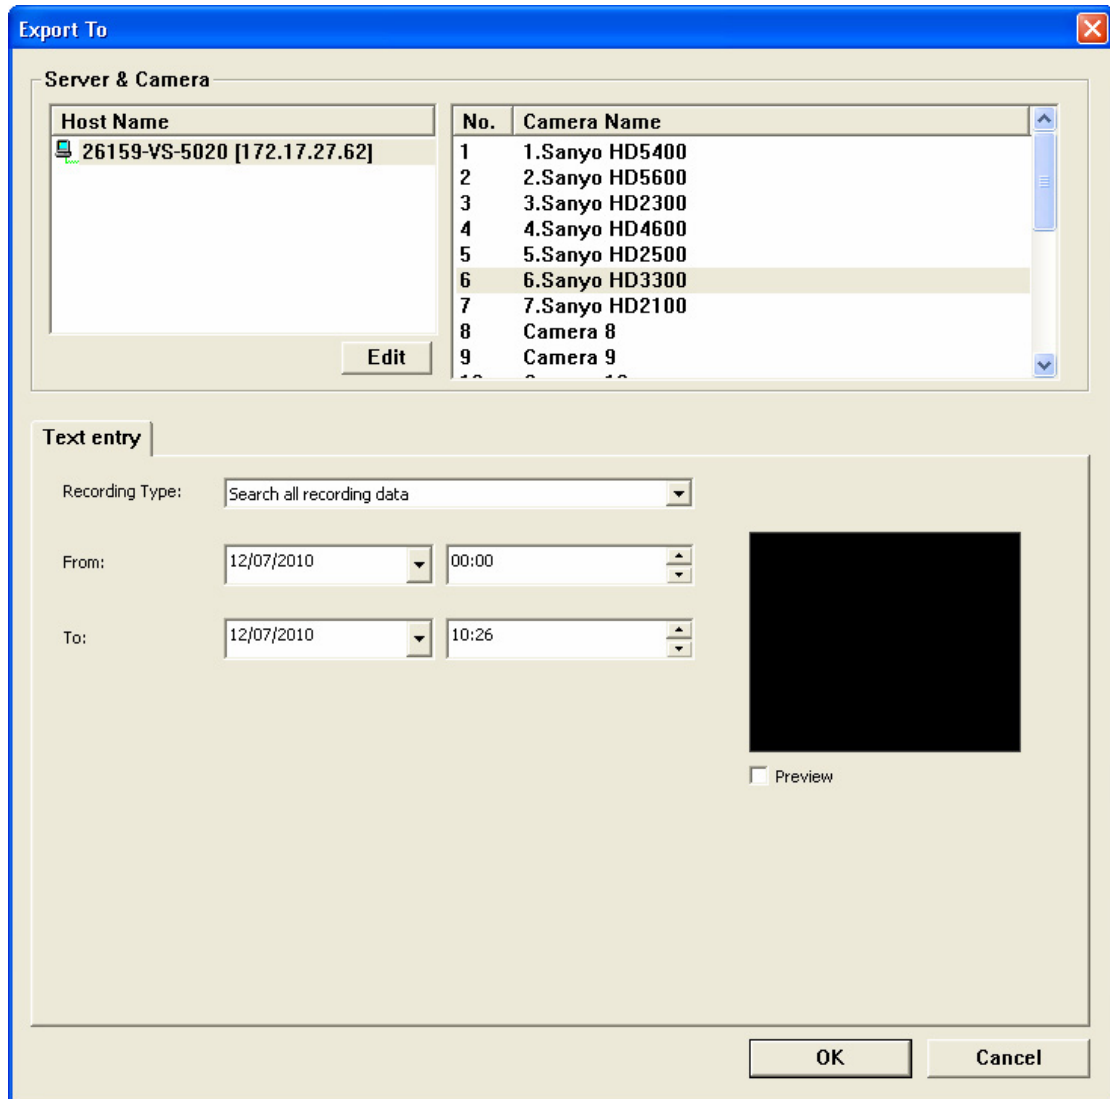 Export To
Server & Camera
Host Name
26159-VS-5020 [172.17.27.62]
Edit
No. Camera Name
1 1.Sanyo HD5400
2 2.Sanyo HD5600
3 3.Sanyo HD2300
4 4.Sanyo HD4600
5 5.Sanyo HD2500
6 6.Sanyo HD3300
7 7.Sanyo HD2100
8 Camera 8
9 Camera 9
Text entry
Recording Type: Search all recording data
From: 12/07/2010 00:00
To: 12/07/2010 10:26
Preview
OK Cancel